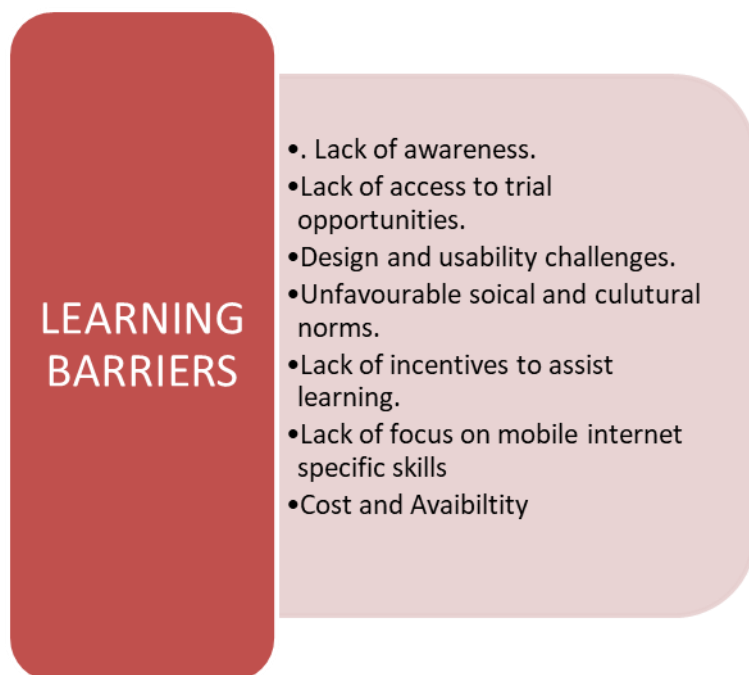 LEARNING
BARRIERS
•. Lack of awareness.
•Lack of access to trial
opportunities.
•Design and usability challenges.
•Unfavourable soical and culutural
norms.
•Lack of incentives to assist
learning.
•Lack of focus on mobile internet
specific skills
•Cost and Avaibiltity